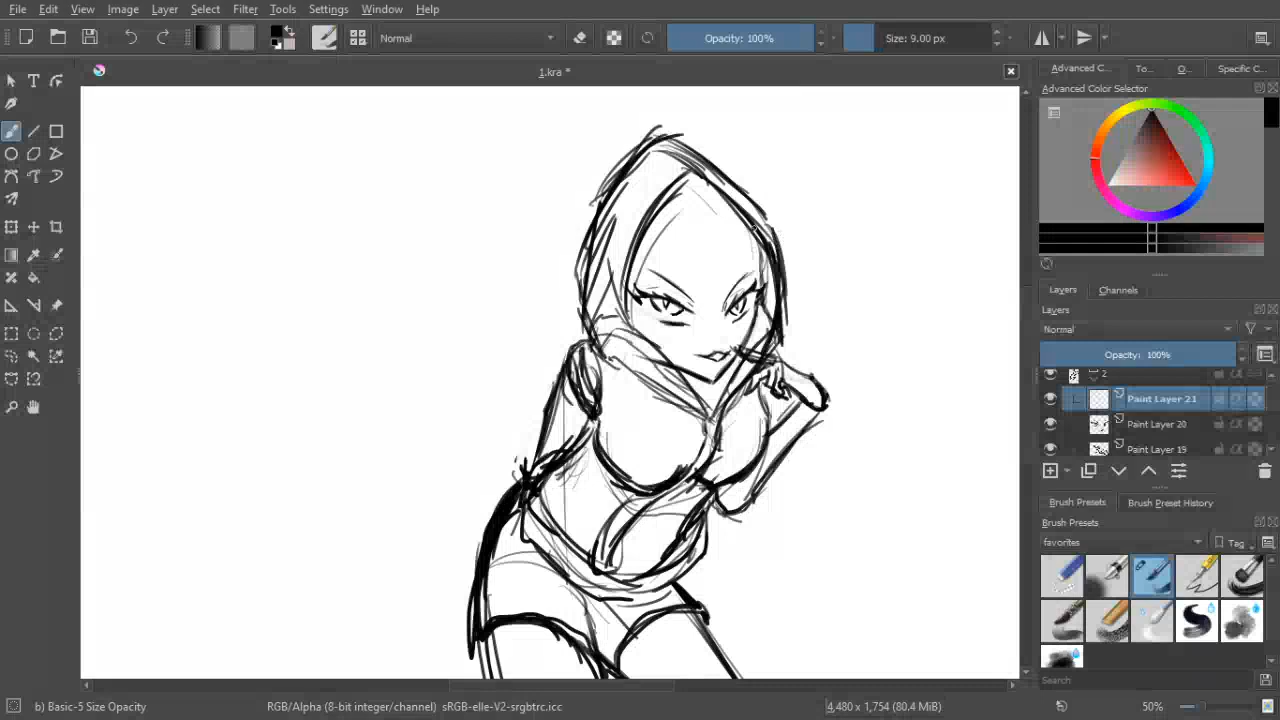 File Edit View Image Layer Select Filter Tools Settings Window Help
Normal Opacity: 100% Size: 9.00 px
1.kra *
Advanced C... To... O... Specific C...
Advanced Color Selector
Layers Channels
Layers
Normal
Opacity: 100%
2
Paint Layer 21
Paint Layer 20
Paint Layer 19
Brush Presets Brush Preset History
Brush Presets
favorites Tag
Search
b) Basic-5 Size Opacity RGB/Alpha (8-bit integer/channel) sRGB-elle-V2-srgbtrc.icc 4,480 x 1,754 (80.4 MiB) 50%